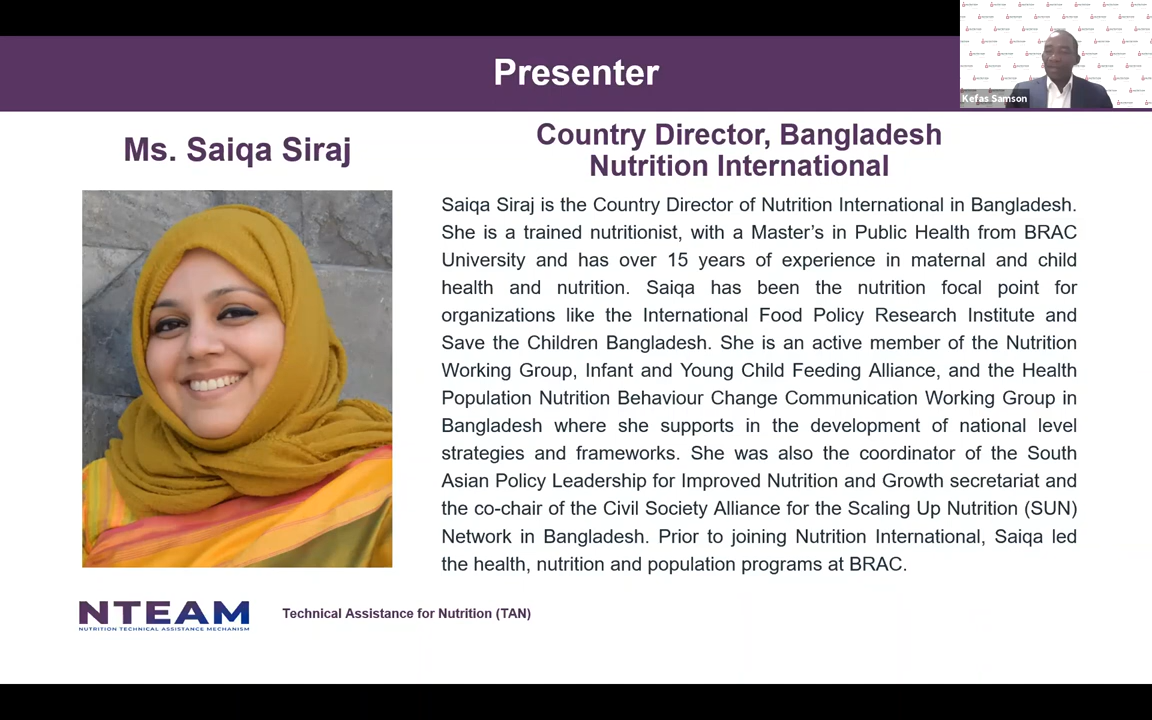 Presenter
Kefas Samson
Ms. Saiqa Siraj
Country Director, Bangladesh
Nutrition International
Saiqa Siraj is the Country Director of Nutrition International in Bangladesh.
She is a trained nutritionist, with a Master’s in Public Health from BRAC
University and has over 15 years of experience in maternal and child
health and nutrition. Saiqa has been the nutrition focal point for
organizations like the International Food Policy Research Institute and
Save the Children Bangladesh. She is an active member of the Nutrition
Working Group, Infant and Young Child Feeding Alliance, and the Health
Population Nutrition Behaviour Change Communication Working Group in
Bangladesh where she supports in the development of national level
strategies and frameworks. She was also the coordinator of the South
Asian Policy Leadership for Improved Nutrition and Growth secretariat and
the co-chair of the Civil Society Alliance for the Scaling Up Nutrition (SUN)
Network in Bangladesh. Prior to joining Nutrition International, Saiqa led
the health, nutrition and population programs at BRAC.
NTEAM
NUTRITION TECHNICAL ASSISTANCE MECHANISM
Technical Assistance for Nutrition (TAN)